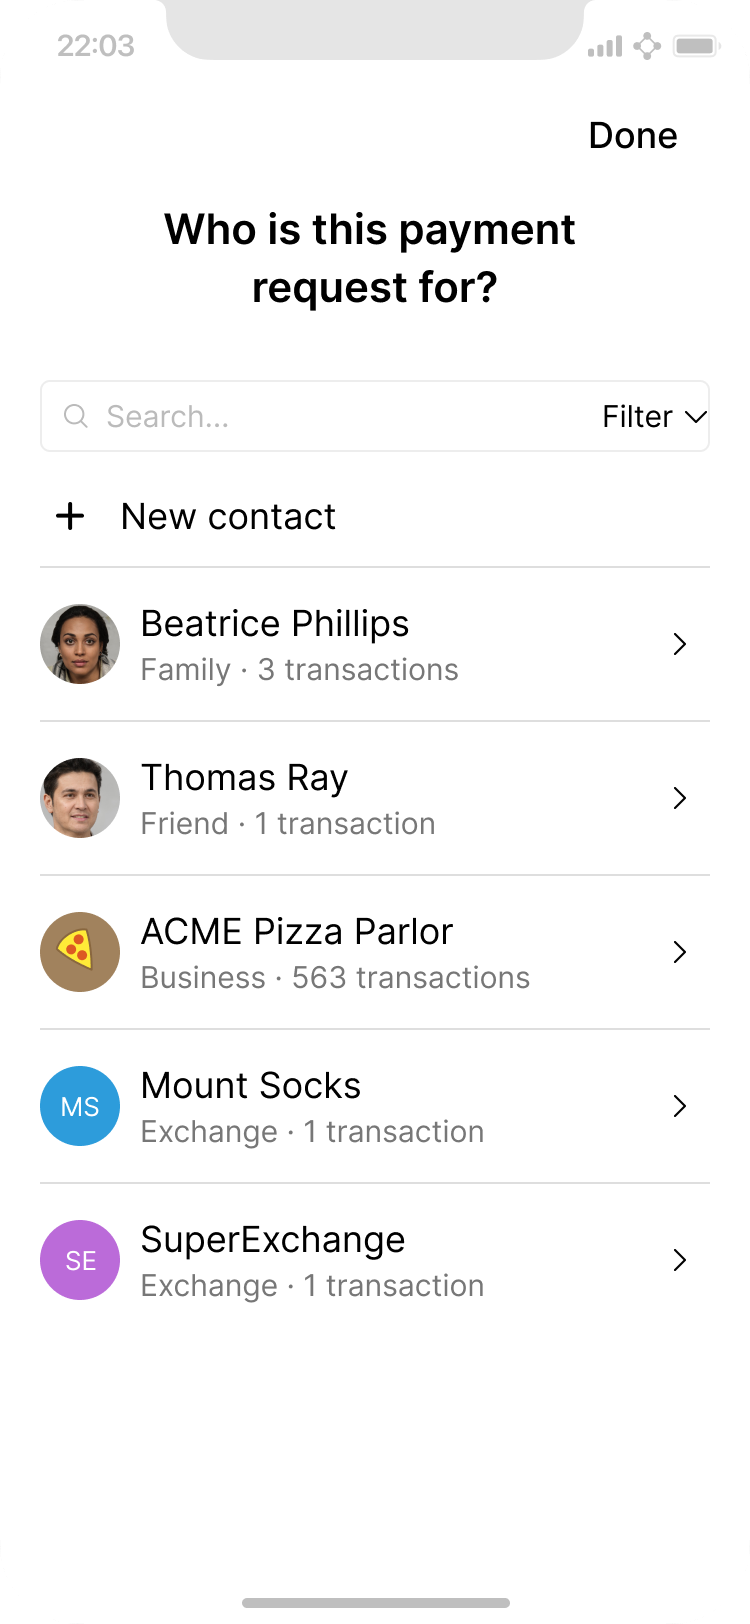 22:03
Done
Who is this payment
request for?
Search...
Filter
New contact
Beatrice Phillips
Family · 3 transactions
Thomas Ray
Friend · 1 transaction
ACME Pizza Parlor
Business · 563 transactions
MS
Mount Socks
Exchange · 1 transaction
SE
SuperExchange
Exchange · 1 transaction